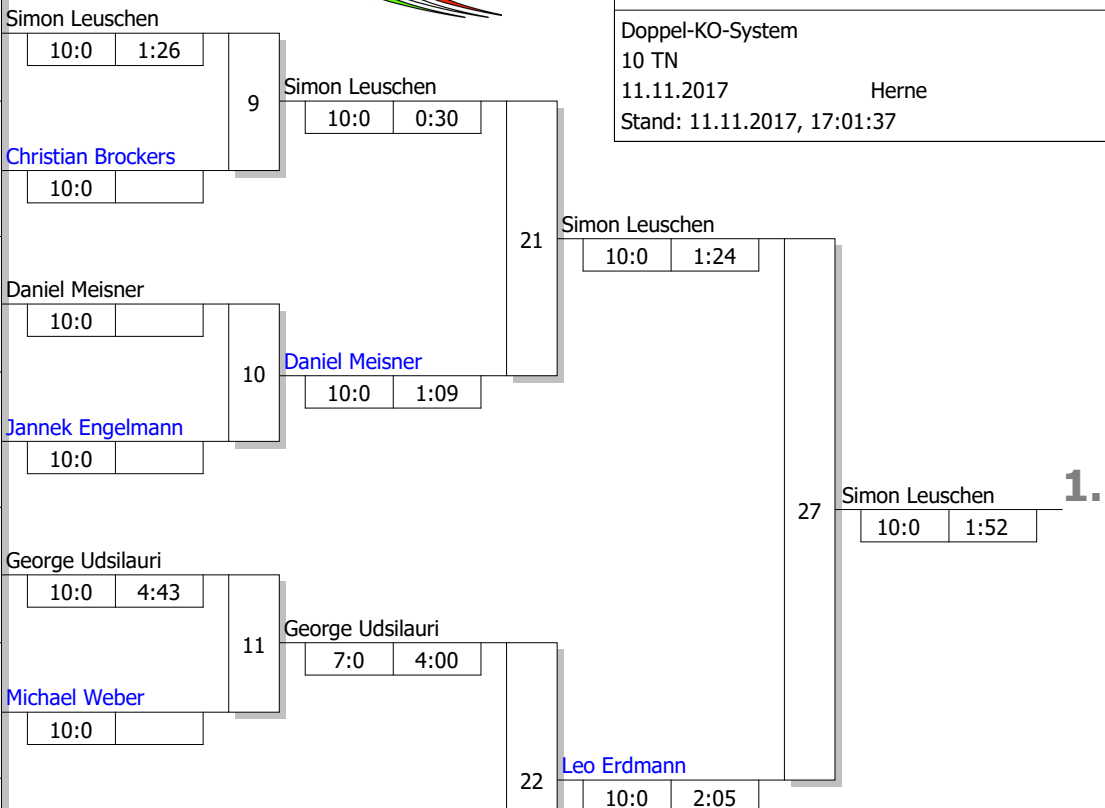 Simon Leuschen
10:0 1:26
Doppel-KO-System
10 TN
11.11.2017 Herne
Stand: 11.11.2017, 17:01:37
9
Simon Leuschen
10:0 0:30
Christian Brockers
10:0
21
Simon Leuschen
10:0 1:24
Daniel Meisner
10:0
10
Daniel Meisner
10:0 1:09
Jannek Engelmann
10:0
27
Simon Leuschen
1.
10:0 1:52
George Udsilauri
10:0 4:43
11
George Udsilauri
7:0 4:00
Michael Weber
10:0
22
Leo Erdmann
10:0 2:05